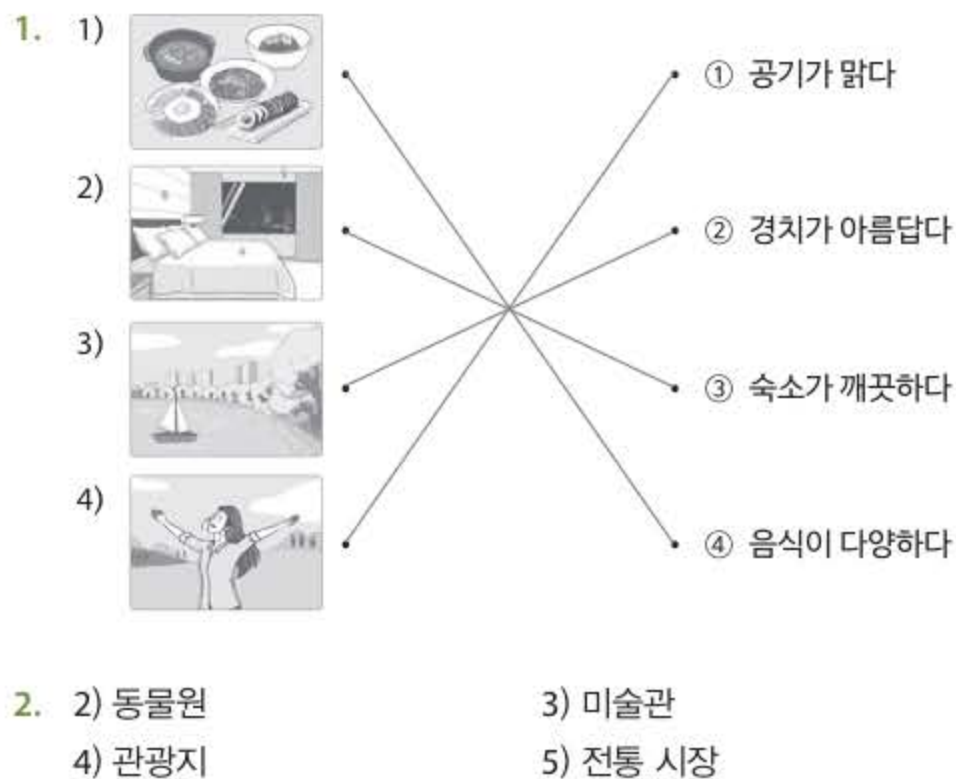 1. 1)
① 공기가 맑다
2)
② 경치가 아름답다
3)
③ 숙소가 깨끗하다
4)
④ 음식이 다양하다
2. 2) 동물원 3) 미술관
4) 관광지 5) 전통 시장